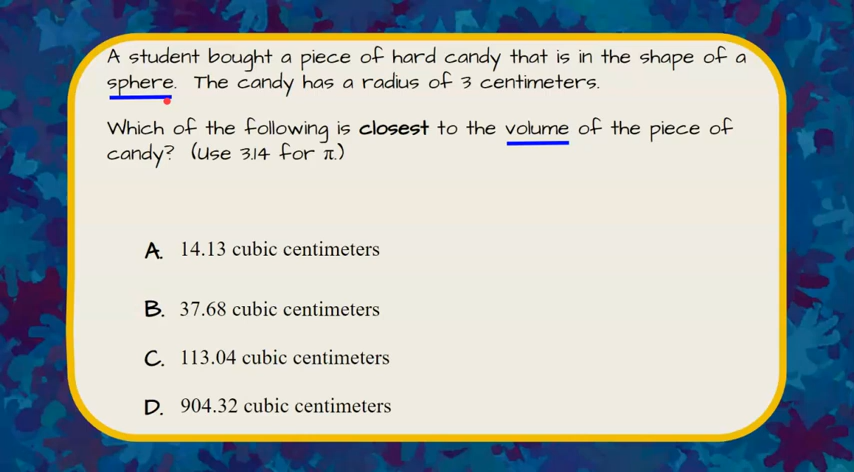 A student bought a piece of hard candy that is in the shape of a
sphere. The candy has a radius of 3 centimeters.
Which of the following is closest to the volume of the piece of
candy? (Use 3.14 for π.)
A. 14.13 cubic centimeters
B. 37.68 cubic centimeters
C. 113.04 cubic centimeters
D. 904.32 cubic centimeters